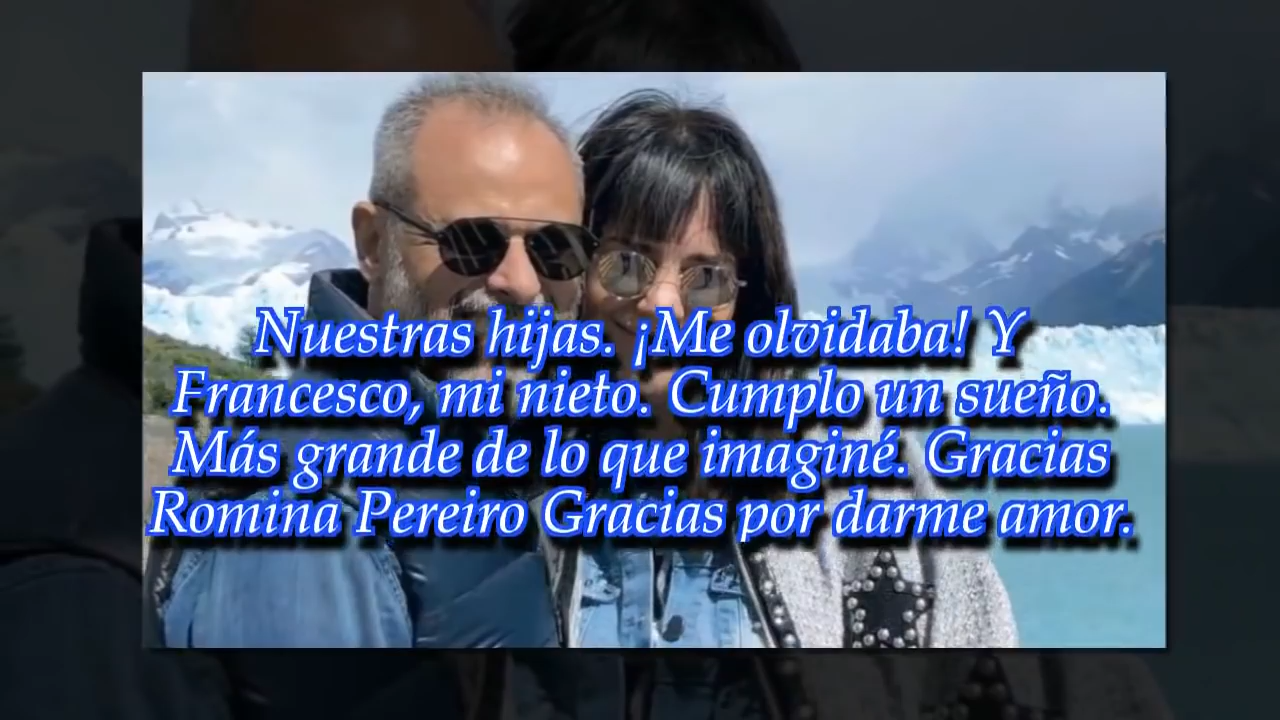 Nuestras hijas. ¡Me olvidaba! Y
Francesco, mi nieto. Cumplo un sueño.
Más grande de lo que imaginé. Gracias
Romina Pereiro Gracias por darme amor.